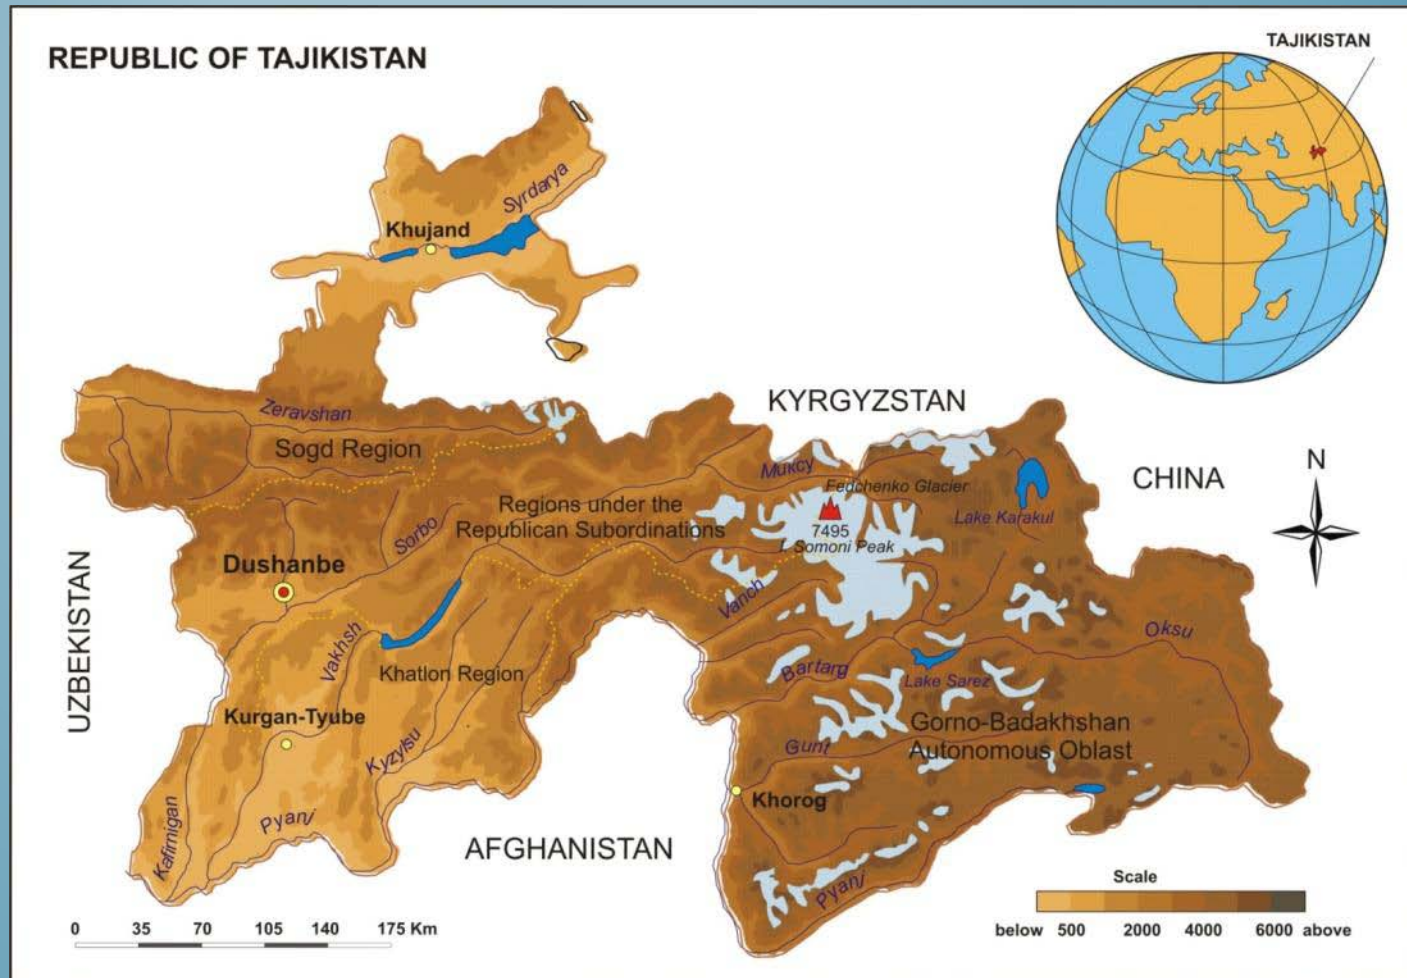 REPUBLIC OF TAJIKISTAN
TAJIKISTAN
Syrdarya
Khujand
KYRGYZSTAN
Zeravshan
Sogd Region
Миксу
CHINA
N
Fedchenko Glacier
Lake Karakul
Regions under the
Republican Subordinations
7495
I. Somoni Peak
Sorbo
Dushanbe
UZBEKISTAN
Vanch
Oksu
Vakhsh
Khatlon Region
Bartarg
Lake Sarez
Kurgan-Tyube
Gorno-Badakhshan
Autonomous Oblast
Gunt
Kyzylsu
Khorog
Kafirnigan
Pyanj
AFGHANISTAN
Pyanj
Scale
below 500 2000 4000 6000 above
0 35 70 105 140 175 Km